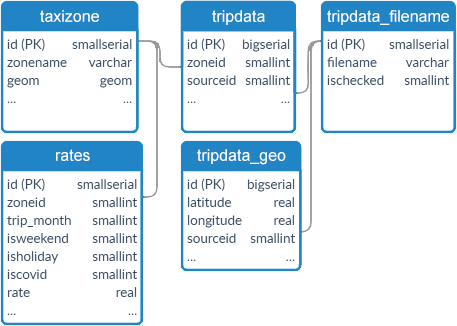 taxizone
id (PK) smallserial
zonename varchar
geom geom
... ...
tripdata
id (PK) bigserial
zoneid smallint
sourceid smallint
... ...
tripdata_filename
id (PK) smallserial
filename varchar
ischecked smallint
rates
id (PK) smallserial
zoneid smallint
trip_month smallint
isweekend smallint
isholiday smallint
iscovid smallint
rate real
... ...
tripdata_geo
id (PK) bigserial
latitude real
longitude real
sourceid smallint
... ...